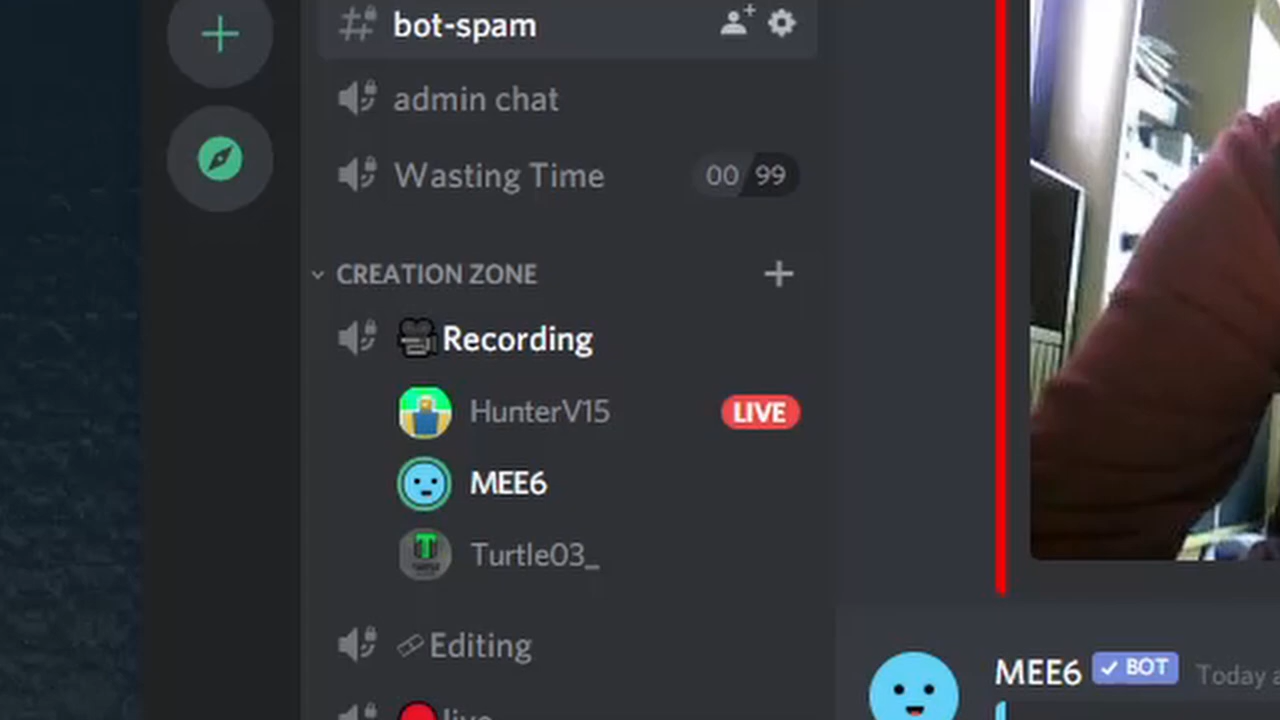 bot-spam
admin chat
Wasting Time 00 99
CREATION ZONE
Recording
HunterV15 LIVE
MEE6
Turtle03_
Editing
live
MEE6 BOT Today